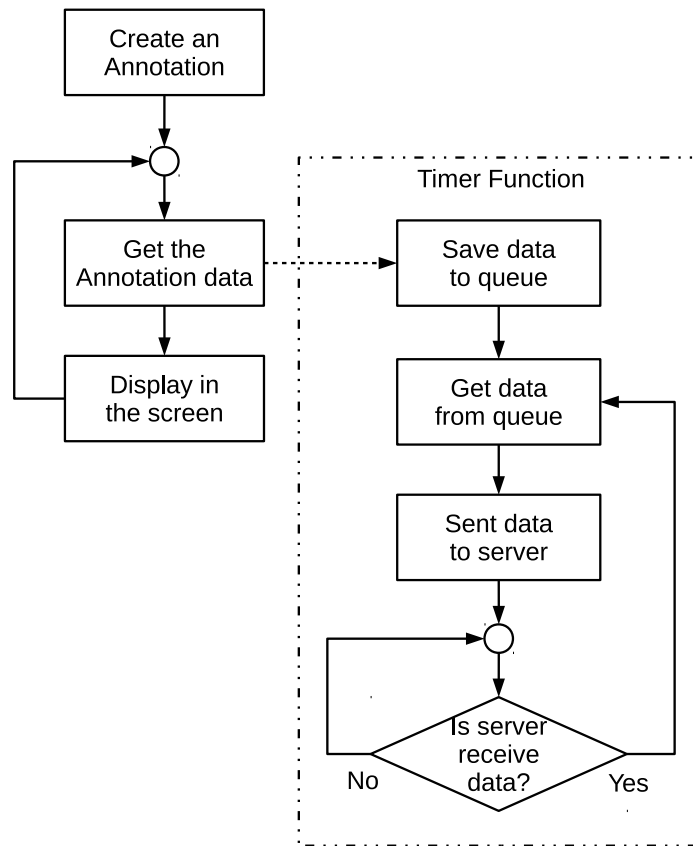 Create an
Annotation
Get the
Annotation data
Display in
the screen
Timer Function
Save data
to queue
Get data
from queue
Sent data
to server
Is server
receive
data?
No
Yes